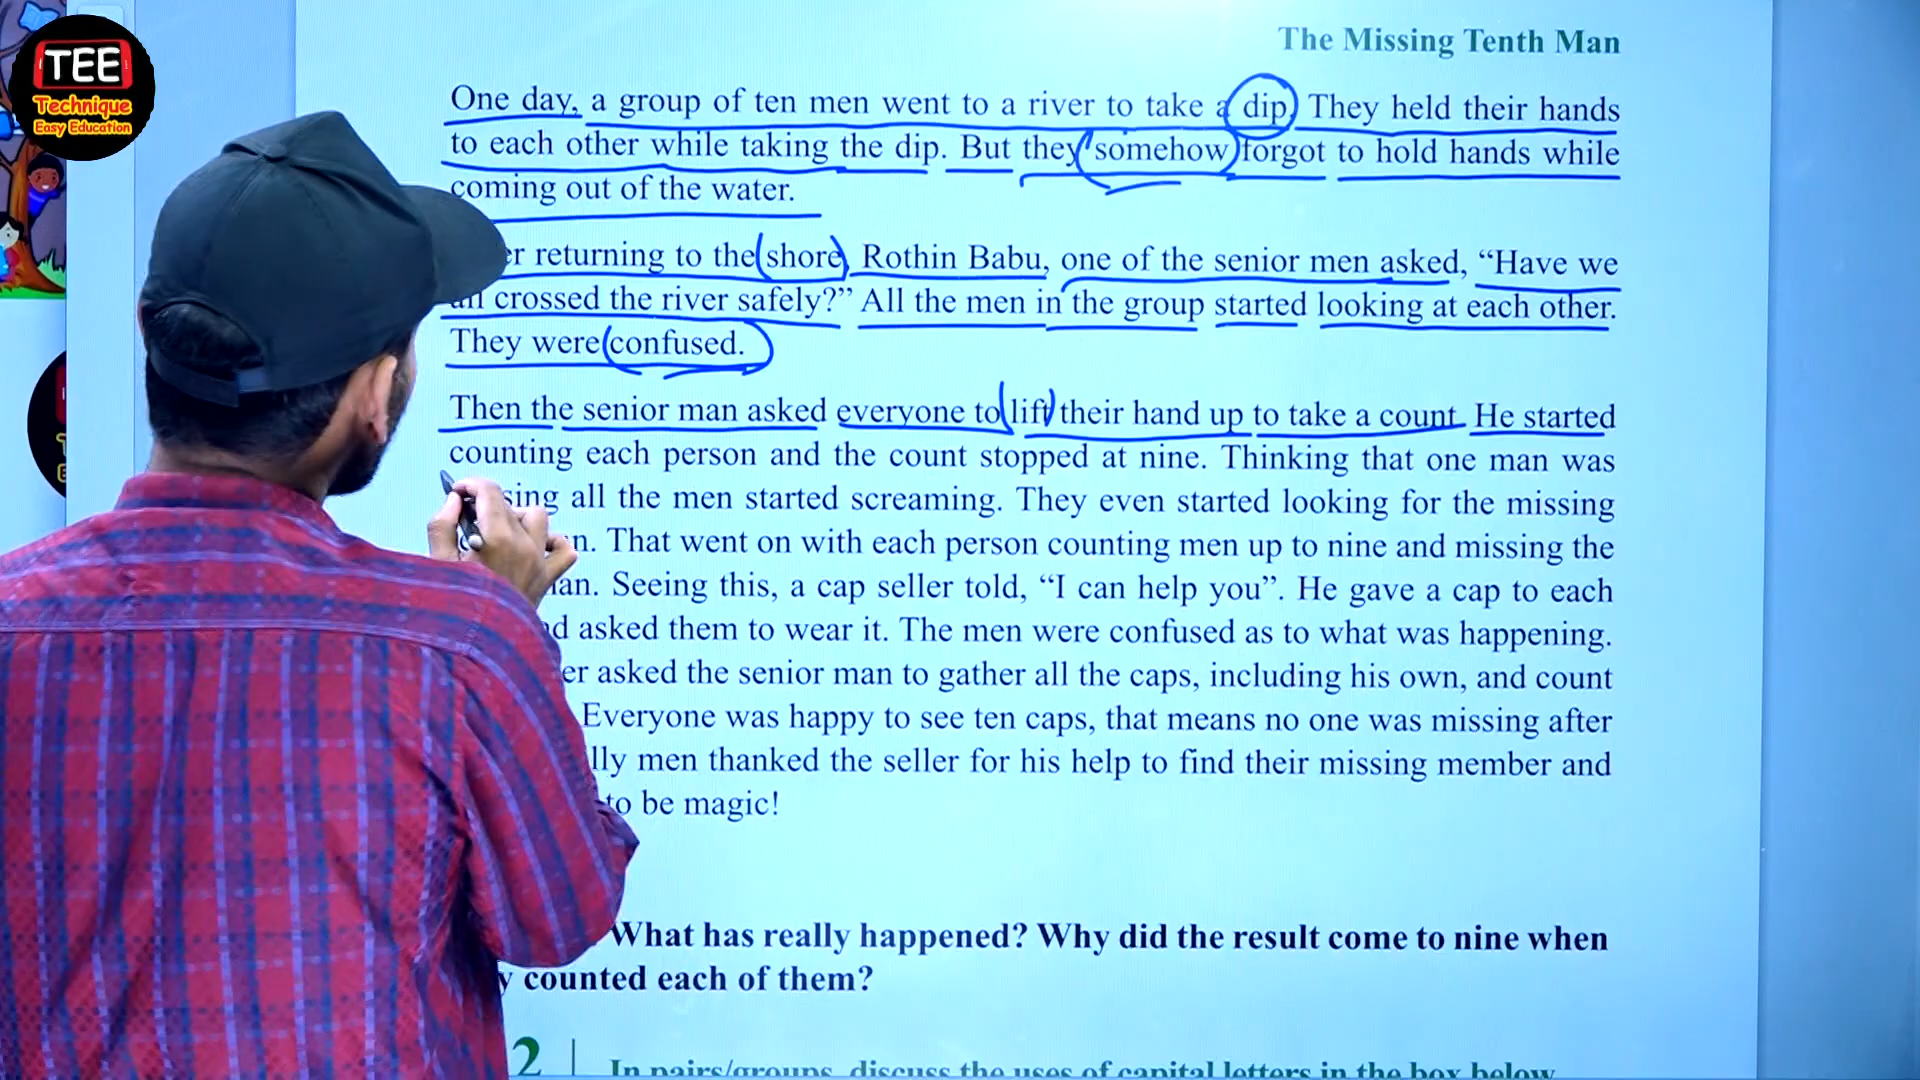 TEE
Technique
Easy Education
The Missing Tenth Man
One day, a group of ten men went to a river to take a dip. They held their hands
to each other while taking the dip. But they somehow forgot to hold hands while
coming out of the water.
returning to the shore, Rothin Babu, one of the senior men asked, “Have we
all crossed the river safely?” All the men in the group started looking at each other.
They were confused.
Then the senior man asked everyone to lift their hand up to take a count. He started
counting each person and the count stopped at nine. Thinking that one man was
sing all the men started screaming. They even started looking for the missing
n. That went on with each person counting men up to nine and missing the
an. Seeing this, a cap seller told, “I can help you”. He gave a cap to each
d asked them to wear it. The men were confused as to what was happening.
er asked the senior man to gather all the caps, including his own, and count
Everyone was happy to see ten caps, that means no one was missing after
lly men thanked the seller for his help to find their missing member and
to be magic!
What has really happened? Why did the result come to nine when
y counted each of them?
2
In pairs/groups, discuss the uses of capital letters in the box below